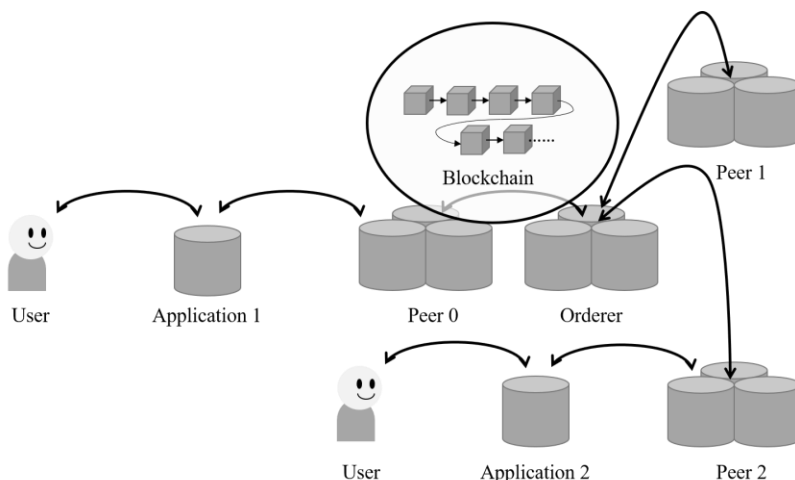 Blockchain
Peer 1
User
Application 1
Peer 0
Orderer
User
Application 2
Peer 2